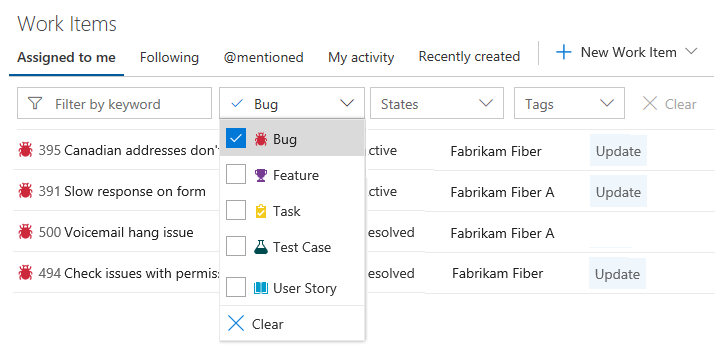 Work Items
Assigned to me Following @mentioned My activity Recently created New Work Item
Filter by keyword Bug States Tags Clear
395 Canadian addresses don' ctive Fabrikam Fiber Update
Bug
Feature
391 Slow response on form ctive Fabrikam Fiber A Update
Task
500 Voicemail hang issue esolved Fabrikam Fiber A
Test Case
494 Check issues with permis esolved Fabrikam Fiber Update
User Story
Clear